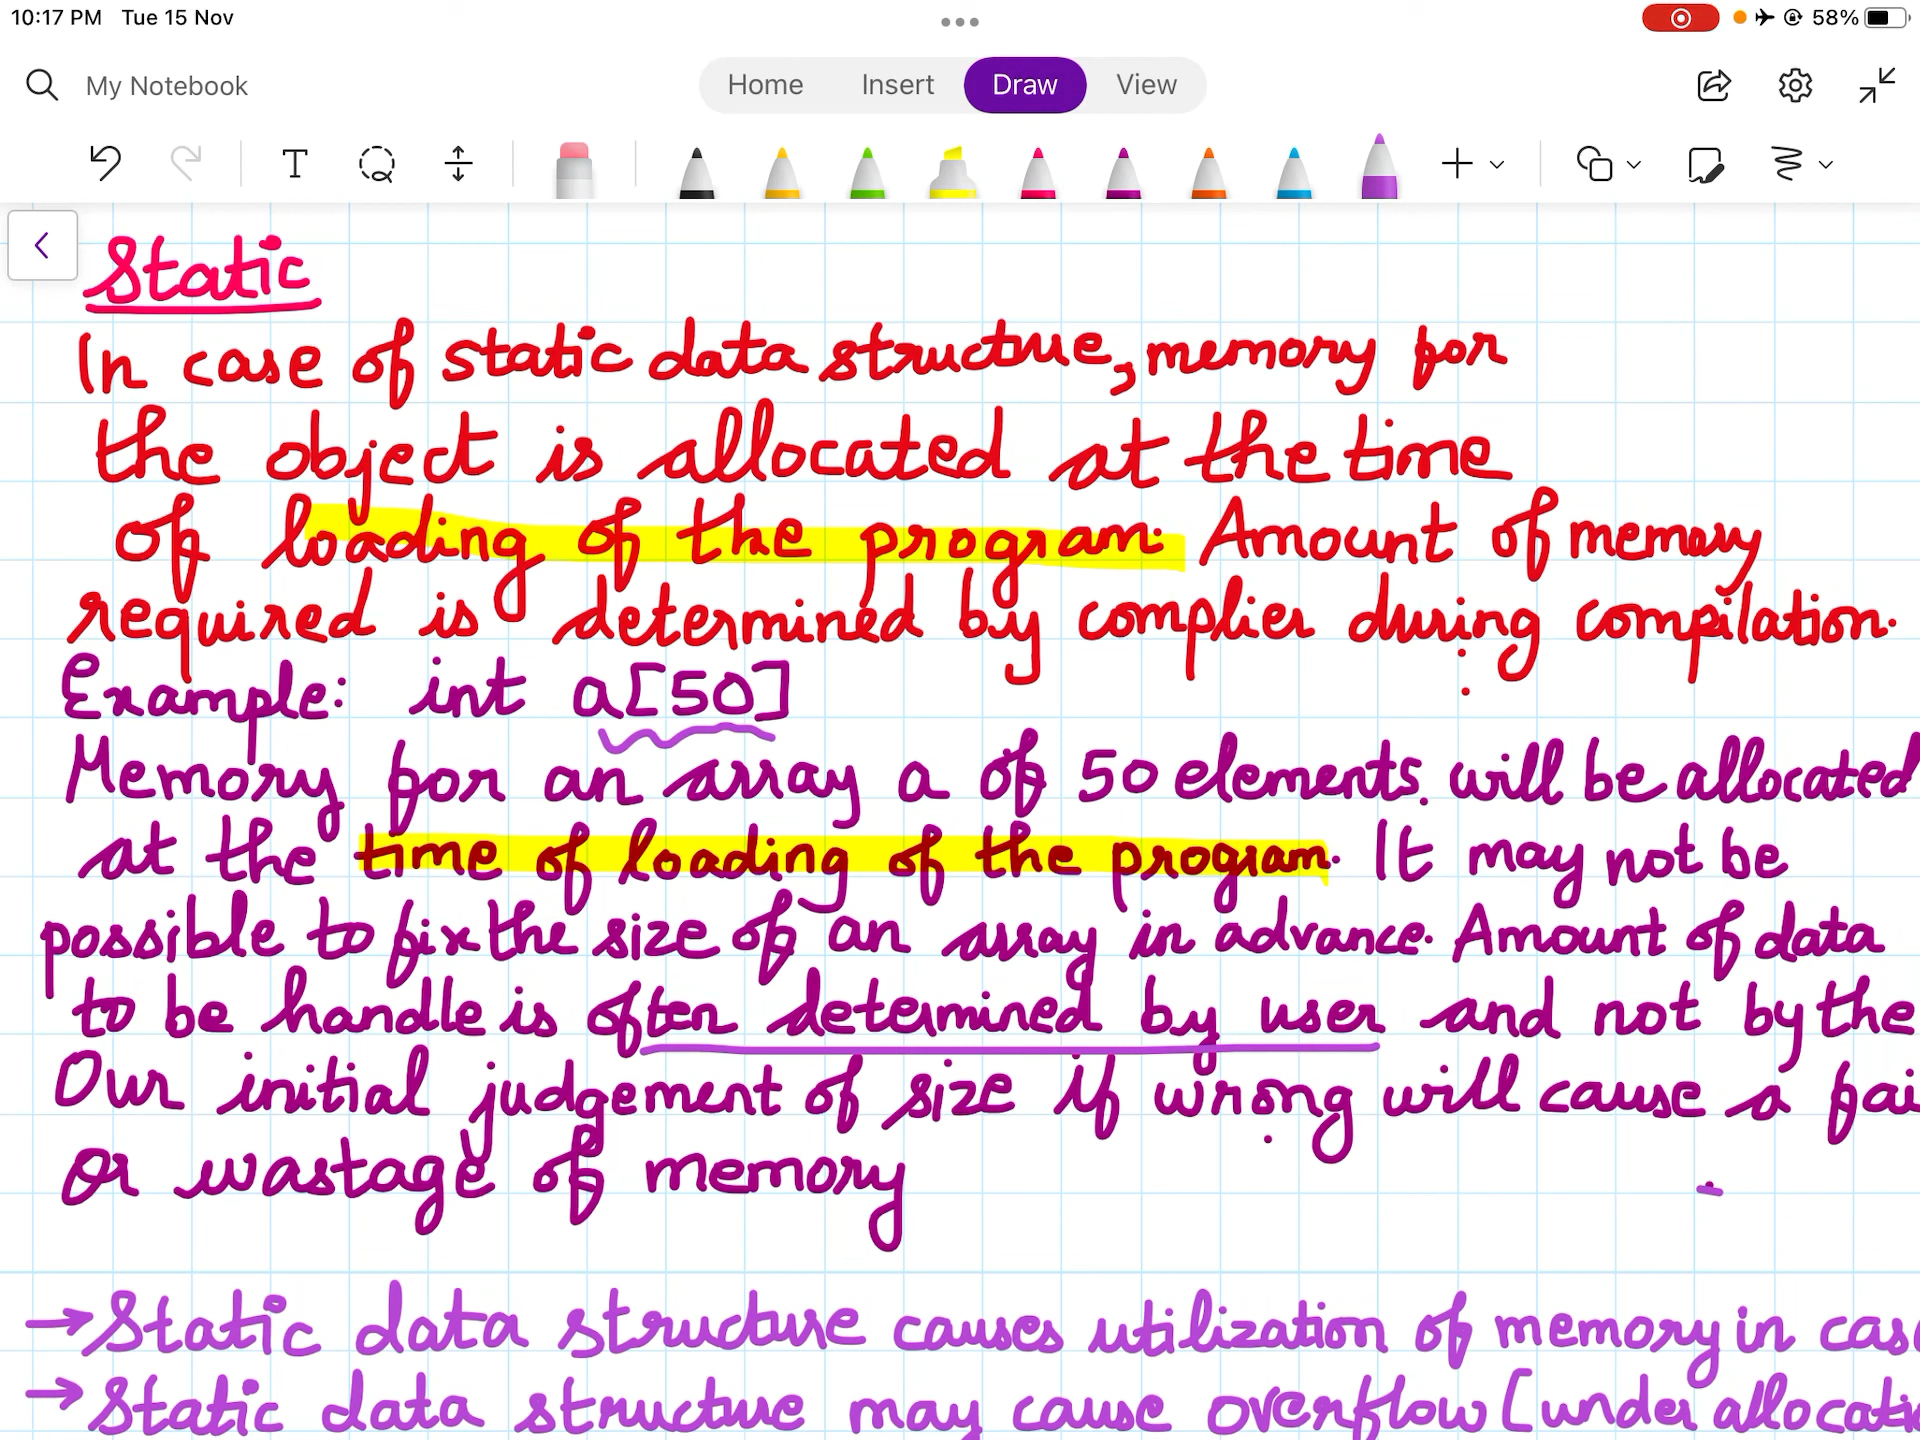 10:17 PM Tue 15 Nov
58%
My Notebook
Home Insert Draw View
Static
In case of static data structure, memory for
the object is allocated at the time
of loading of the program. Amount of memory
required is determined by complier during compilation.
Example: int a[50]
Memory for an array a of 50 elements will be allocated
at the time of loading of the program. It may not be
possible to fix the size of an array in advance. Amount of data
to be handle is often determined by user and not by the
Our initial judgement of size if wrong will cause a fai
or wastage of memory
→ Static data structure causes utilization of memory in cas
→ Static data structure may cause overflow [under allocati